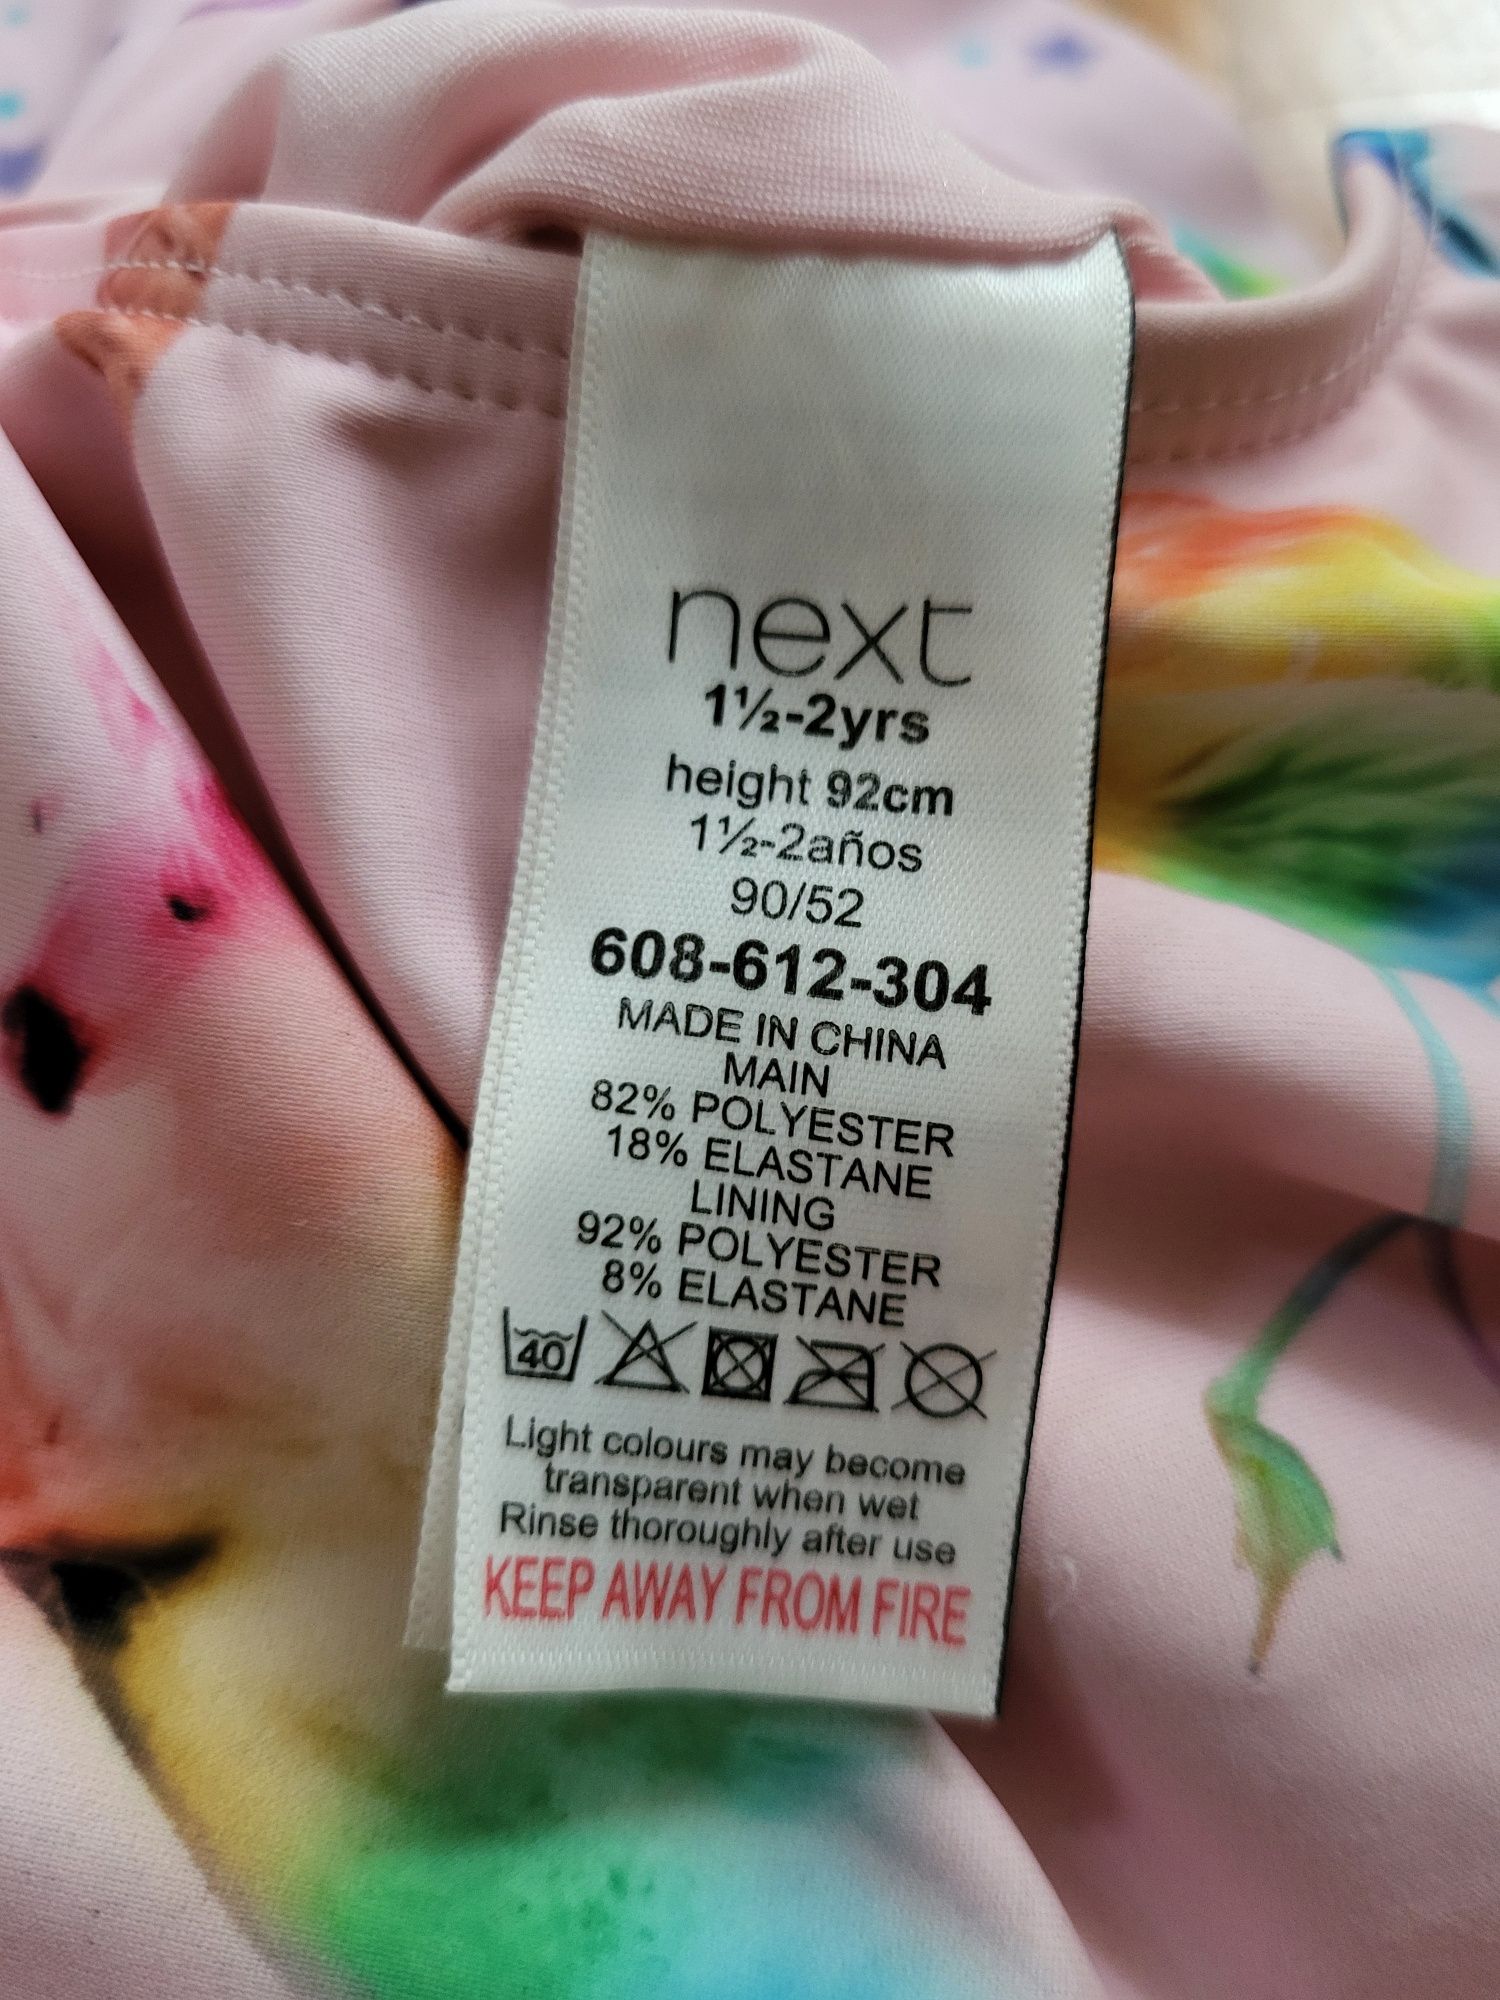 next
1½-2yrs
height 92cm
1½-2años
90/52
608-612-304
MADE IN CHINA
MAIN
82% POLYESTER
18% ELASTANE
LINING
92% POLYESTER
8% ELASTANE
40
Light colours may become
transparent when wet
Rinse thoroughly after use
KEEP AWAY FROM FIRE